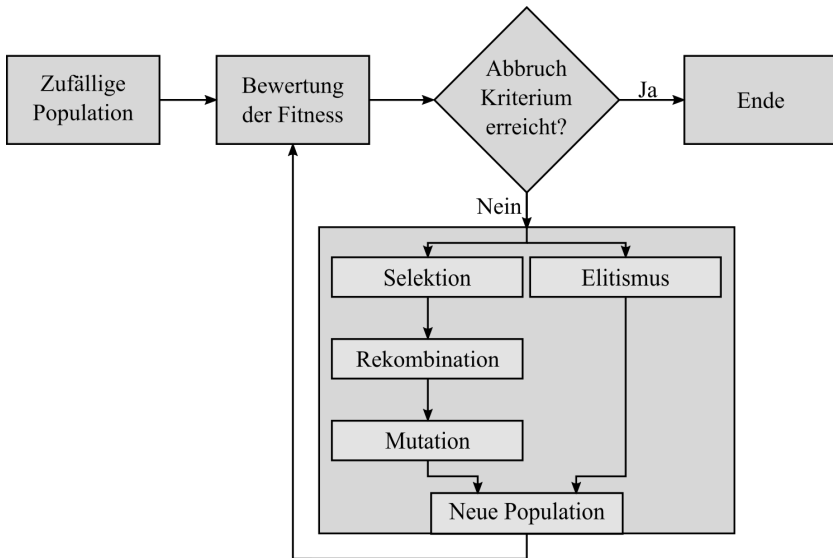 Zufällige
Population
Bewertung
der Fitness
Abbruch
Kriterium
erreicht?
Ja
Ende
Nein
Selektion
Elitismus
Rekombination
Mutation
Neue Population